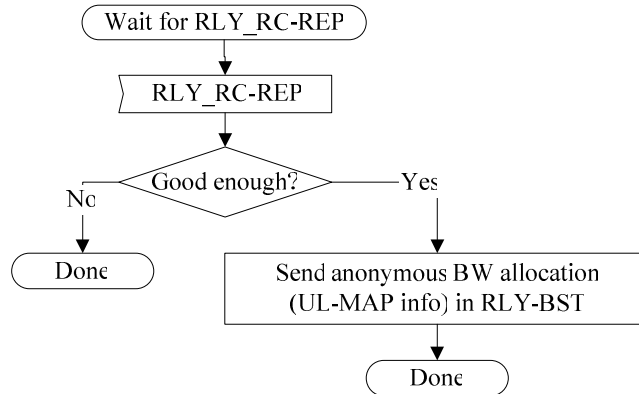 Wait for RLY_RC-REP
RLY_RC-REP
Good enough?
No
Yes
Done
Send anonymous BW allocation
(UL-MAP info) in RLY-BST
Done